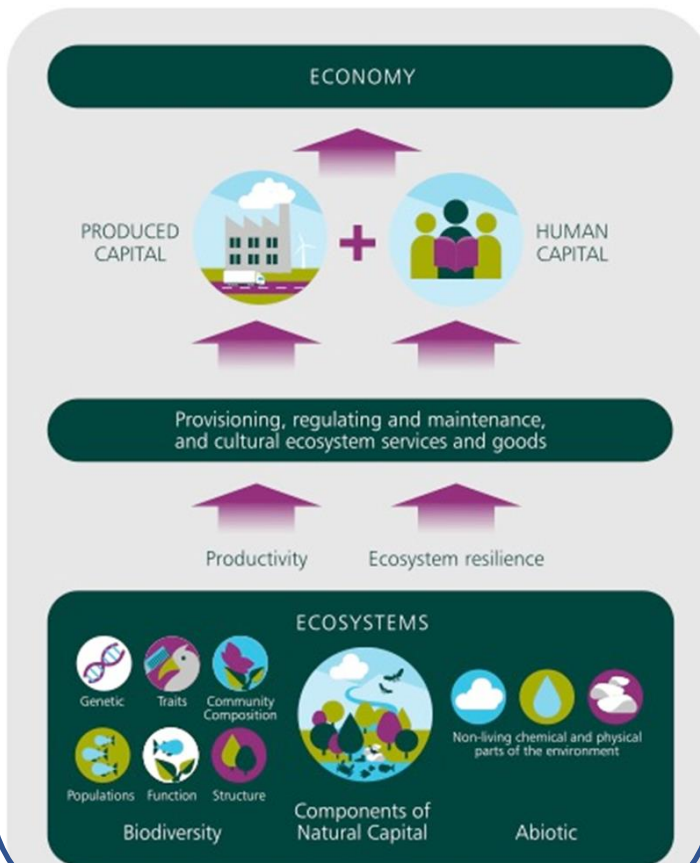 ECONOMY
PRODUCED
CAPITAL
HUMAN
CAPITAL
Provisioning, regulating and maintenance,
and cultural ecosystem services and goods
Productivity
Ecosystem resilience
ECOSYSTEMS
Genetic
Traits
Community
Composition
Populations
Function
Structure
Biodiversity
Components of
Natural Capital
Non-living chemical and physical
parts of the environment
Abiotic